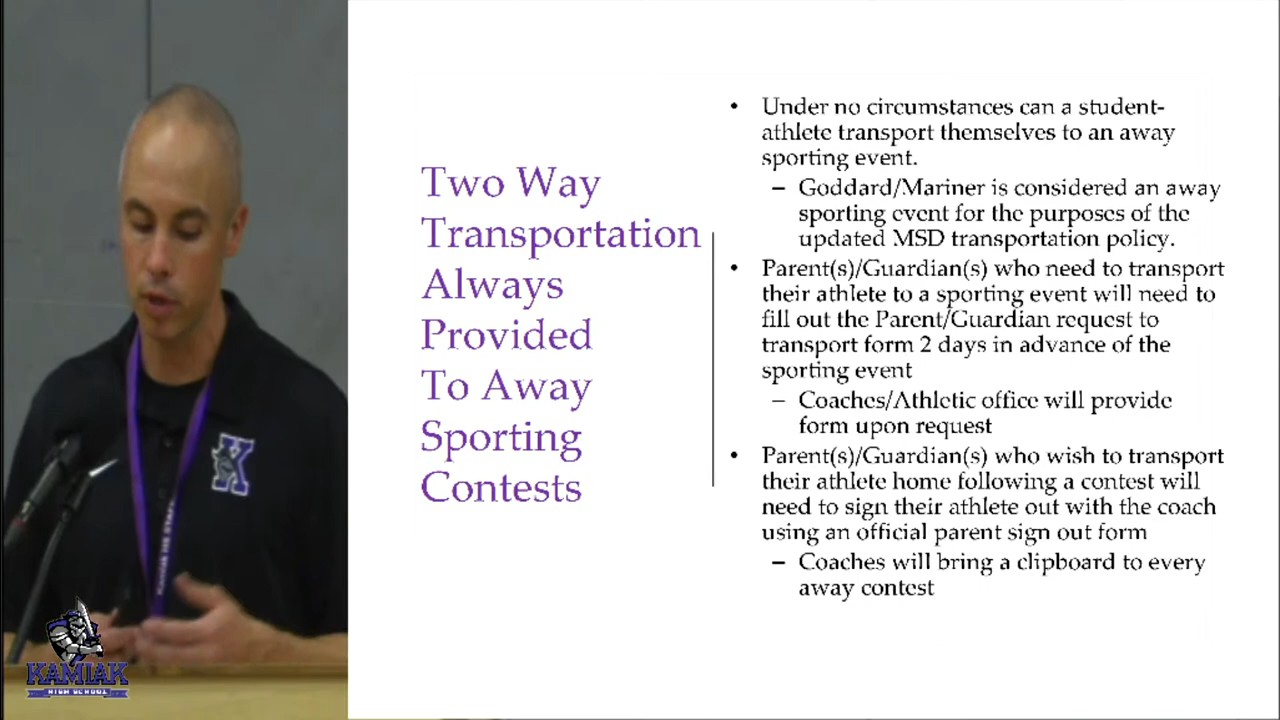 Two Way
Transportation
Always
Provided
To Away
Sporting
Contests
• Under no circumstances can a student-
athlete transport themselves to an away
sporting event.
– Goddard/Mariner is considered an away
sporting event for the purposes of the
updated MSD transportation policy.
• Parent(s)/Guardian(s) who need to transport
their athlete to a sporting event will need to
fill out the Parent/Guardian request to
transport form 2 days in advance of the
sporting event
– Coaches/Athletic office will provide
form upon request
• Parent(s)/Guardian(s) who wish to transport
their athlete home following a contest will
need to sign their athlete out with the coach
using an official parent sign out form
– Coaches will bring a clipboard to every
away contest
K
KAMIAK
HIGH SCHOOL